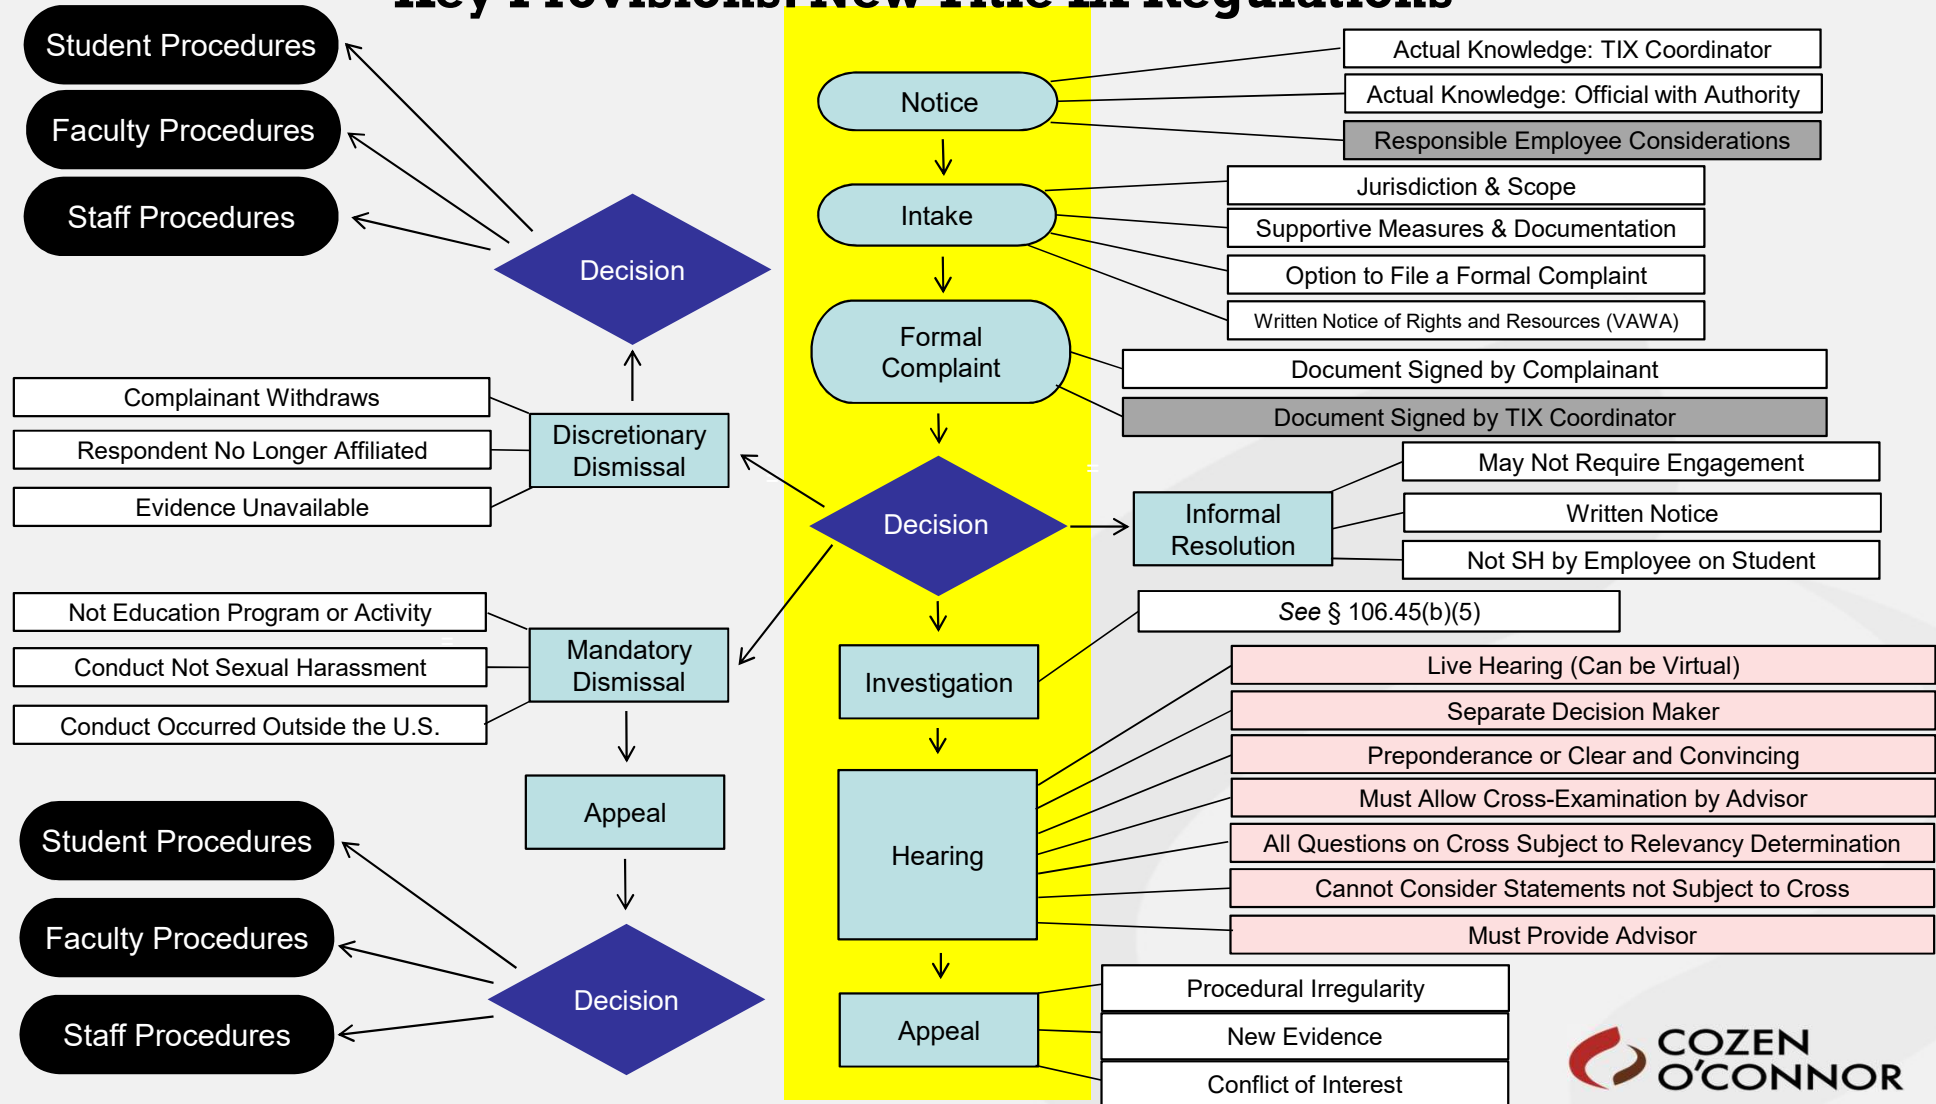 Key Provisions: New Title IX Regulations
Student Procedures
Faculty Procedures
Staff Procedures
Decision
Complainant Withdraws
Respondent No Longer Affiliated
Evidence Unavailable
Discretionary
Dismissal
Not Education Program or Activity
Conduct Not Sexual Harassment
Conduct Occurred Outside the U.S.
Mandatory
Dismissal
Appeal
Student Procedures
Faculty Procedures
Staff Procedures
Decision
Notice
Intake
Formal
Complaint
Decision
Investigation
Hearing
Appeal
Actual Knowledge: TIX Coordinator
Actual Knowledge: Official with Authority
Responsible Employee Considerations
Jurisdiction & Scope
Supportive Measures & Documentation
Option to File a Formal Complaint
Written Notice of Rights and Resources (VAWA)
Document Signed by Complainant
Document Signed by TIX Coordinator
Informal
Resolution
May Not Require Engagement
Written Notice
Not SH by Employee on Student
See § 106.45(b)(5)
Live Hearing (Can be Virtual)
Separate Decision Maker
Preponderance or Clear and Convincing
Must Allow Cross-Examination by Advisor
All Questions on Cross Subject to Relevancy Determination
Cannot Consider Statements not Subject to Cross
Must Provide Advisor
Procedural Irregularity
New Evidence
Conflict of Interest
COZEN
O'CONNOR